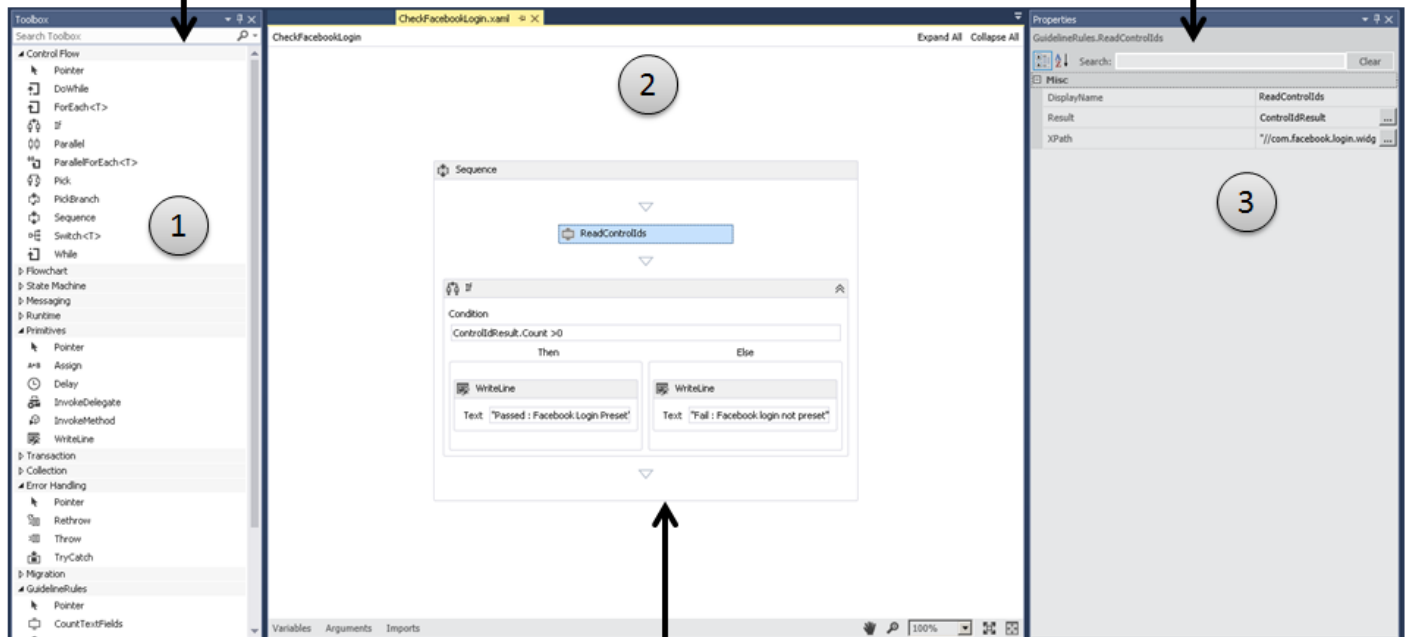 Toolbox
Search Toolbox
Control Flow
Pointer
DoWhile
ForEach<T>
If
Parallel
ParallelForEach<T>
Pick
PickBranch
Sequence
Switch<T>
While
Flowchart
State Machine
Messaging
Runtime
Primitives
Pointer
A+B Assign
Delay
InvokeDelegate
InvokeMethod
WriteLine
Transaction
Collection
Error Handling
Pointer
Rethrow
Throw
TryCatch
Migration
GuidelineRules
Pointer
CountTextFields
1
CheckFacebookLogin.xaml
CheckFacebookLogin
Expand All Collapse All
2
Sequence
ReadControlIds
If
Condition
ControlIdResult.Count >0
Then Else
WriteLine WriteLine
Text "Passed : Facebook Login Preset' Text "Fail : Facebook login not preset"
Variables Arguments Imports
100%
Properties
GuidelineRules.ReadControlIds
Search: Clear
Misc
DisplayName ReadControlIds
Result ControlIdResult ...
XPath "//com.facebook.login.widg ...
3